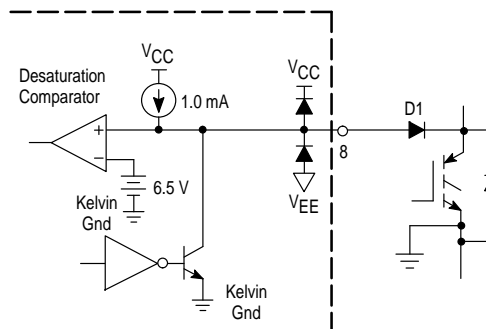 VCC
VCC
Desaturation
Comparator
1.0 mA
D1
+
8
–
6.5 V
Kelvin
Gnd
VEE
Kelvin
Gnd